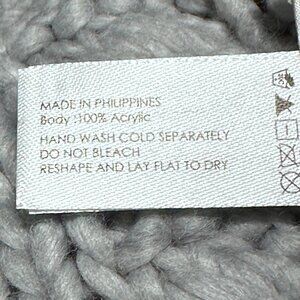 MADE IN PHILIPPINES
Body :100% Acrylic
HAND WASH COLD SEPARATELY
DO NOT BLEACH
RESHAPE AND LAY FLAT TO DRY